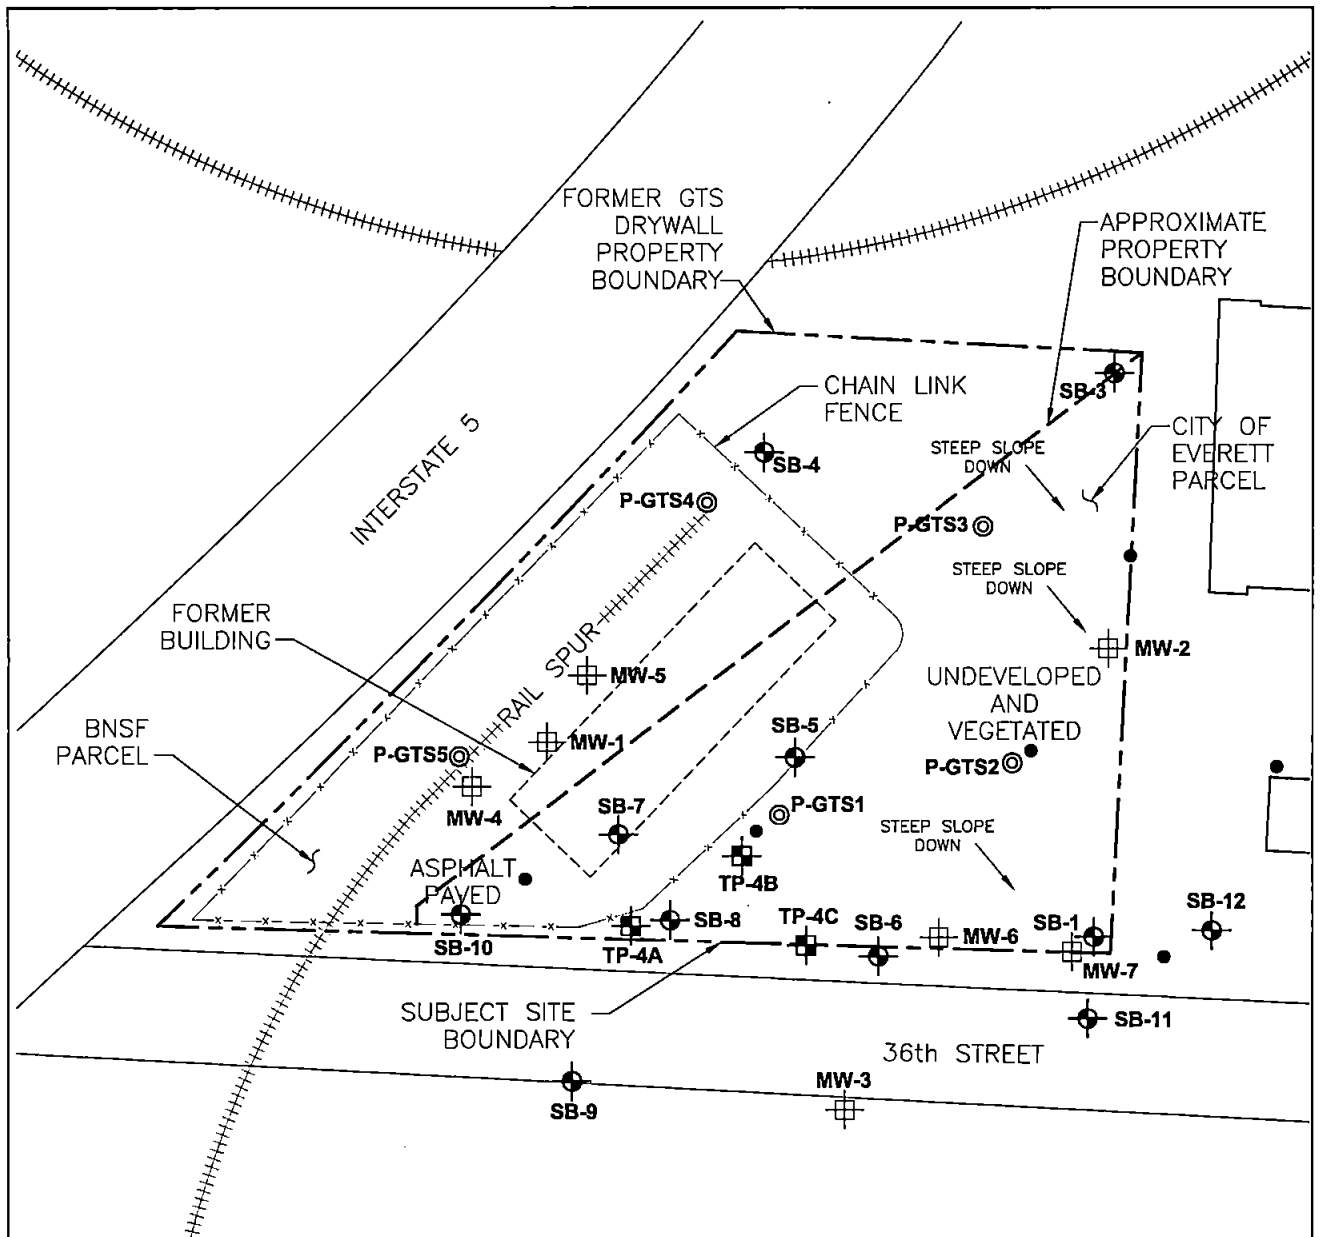 FORMER GTS
DRYWALL
PROPERTY
BOUNDARY
APPROXIMATE
PROPERTY
BOUNDARY
SB-3
CHAIN LINK
FENCE
CITY OF
EVERETT
PARCEL
STEEP SLOPE
DOWN
SB-4
INTERSTATE 5
P-GTS4
P-GTS3
STEEP SLOPE
DOWN
FORMER
BUILDING
RAIL SPUR
MW-5
MW-2
UNDEVELOPED
AND
VEGETATED
BNSF
PARCEL
MW-1
SB-5
P-GTS5
P-GTS2
MW-4
P-GTS1
SB-7
STEEP SLOPE
DOWN
ASPHALT
PAVED
TP-4B
SB-10
TP-4A
SB-8
TP-4C
SB-6
MW-6
SB-1
MW-7
SB-12
SUBJECT SITE
BOUNDARY
SB-11
36th STREET
SB-9
MW-3